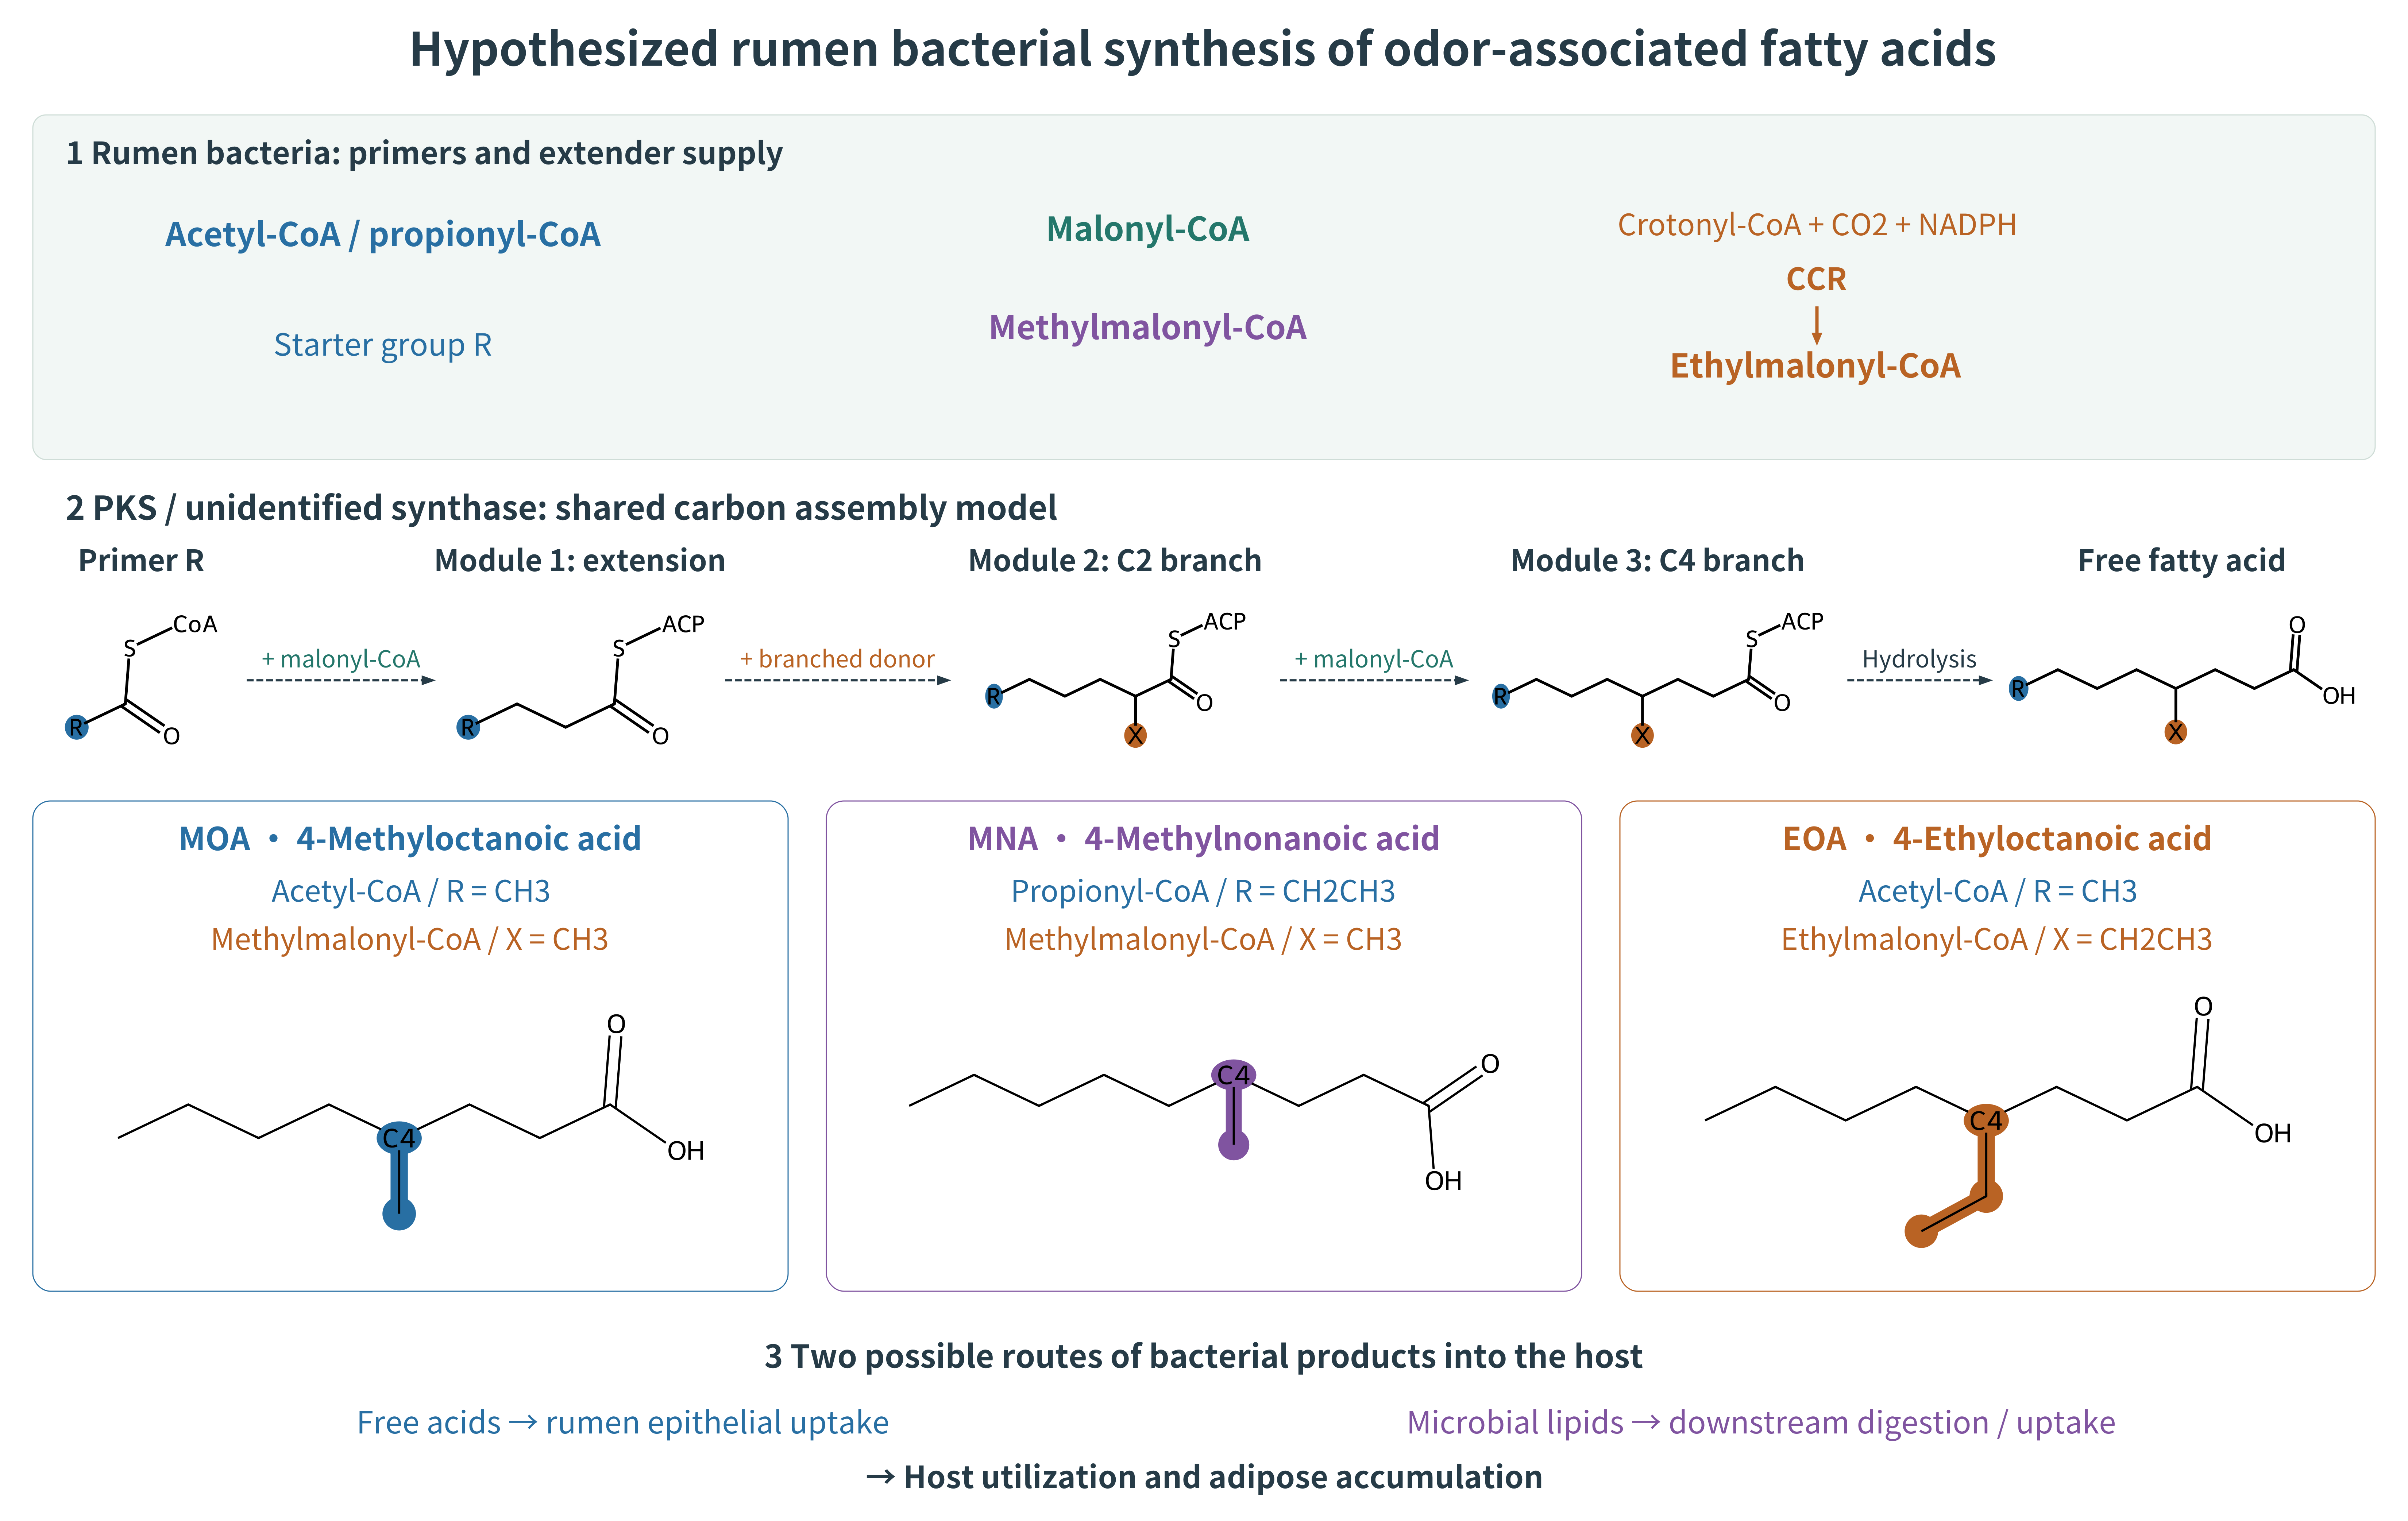 Hypothesized rumen bacterial synthesis of odor-associated fatty acids
1 Rumen bacteria: primers and extender supply
Acetyl-CoA / propionyl-CoA
Starter group R
Malonyl-CoA
Methylmalonyl-CoA
Crotonyl-CoA + CO2 + NADPH
CCR
Ethylmalonyl-CoA
2 PKS / unidentified synthase: shared carbon assembly model
Primer R
Module 1: extension
Module 2: C2 branch
Module 3: C4 branch
Free fatty acid
CoA
S
R
O
+ malonyl-CoA
ACP
S
R
O
+ branched donor
ACP
S
R
O
X
+ malonyl-CoA
ACP
S
R
O
X
Hydrolysis
O
R
OH
X
MOA • 4-Methyloctanoic acid
Acetyl-CoA / R = CH3
Methylmalonyl-CoA / X = CH3
O
C4
OH
MNA • 4-Methylnonanoic acid
Propionyl-CoA / R = CH2CH3
Methylmalonyl-CoA / X = CH3
C4
O
OH
EOA • 4-Ethyloctanoic acid
Acetyl-CoA / R = CH3
Ethylmalonyl-CoA / X = CH2CH3
O
C4
OH
3 Two possible routes of bacterial products into the host
Free acids → rumen epithelial uptake
Microbial lipids → downstream digestion / uptake
→ Host utilization and adipose accumulation